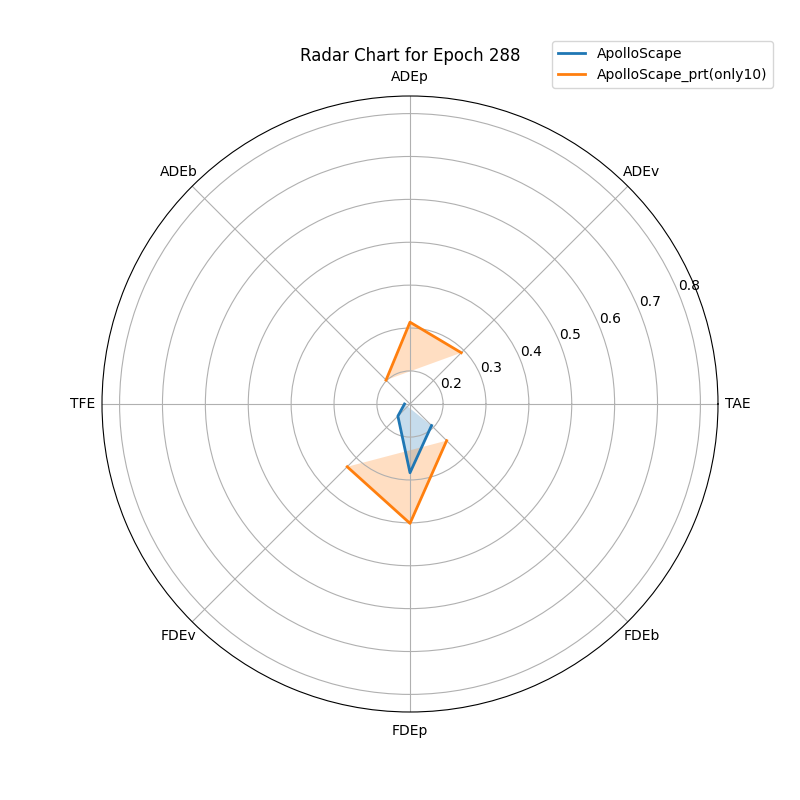 Radar Chart for Epoch 288
ApolloScape
ApolloScape_prt(only10)
ADEp
ADEb
ADEv
0.8
0.7
0.6
0.5
0.4
0.3
0.2
TFE
TAE
FDEv
FDEb
FDEp